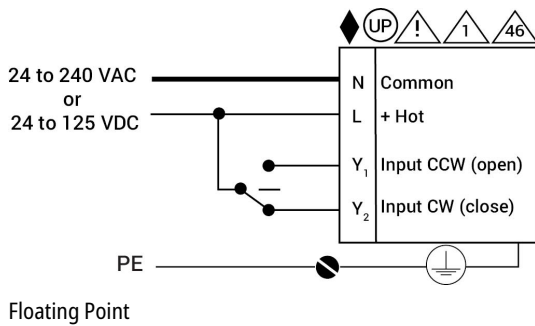 UP ! 1 46
24 to 240 VAC
or
24 to 125 VDC
N Common
L + Hot
Y1 Input CCW (open)
Y2 Input CW (close)
PE
Floating Point